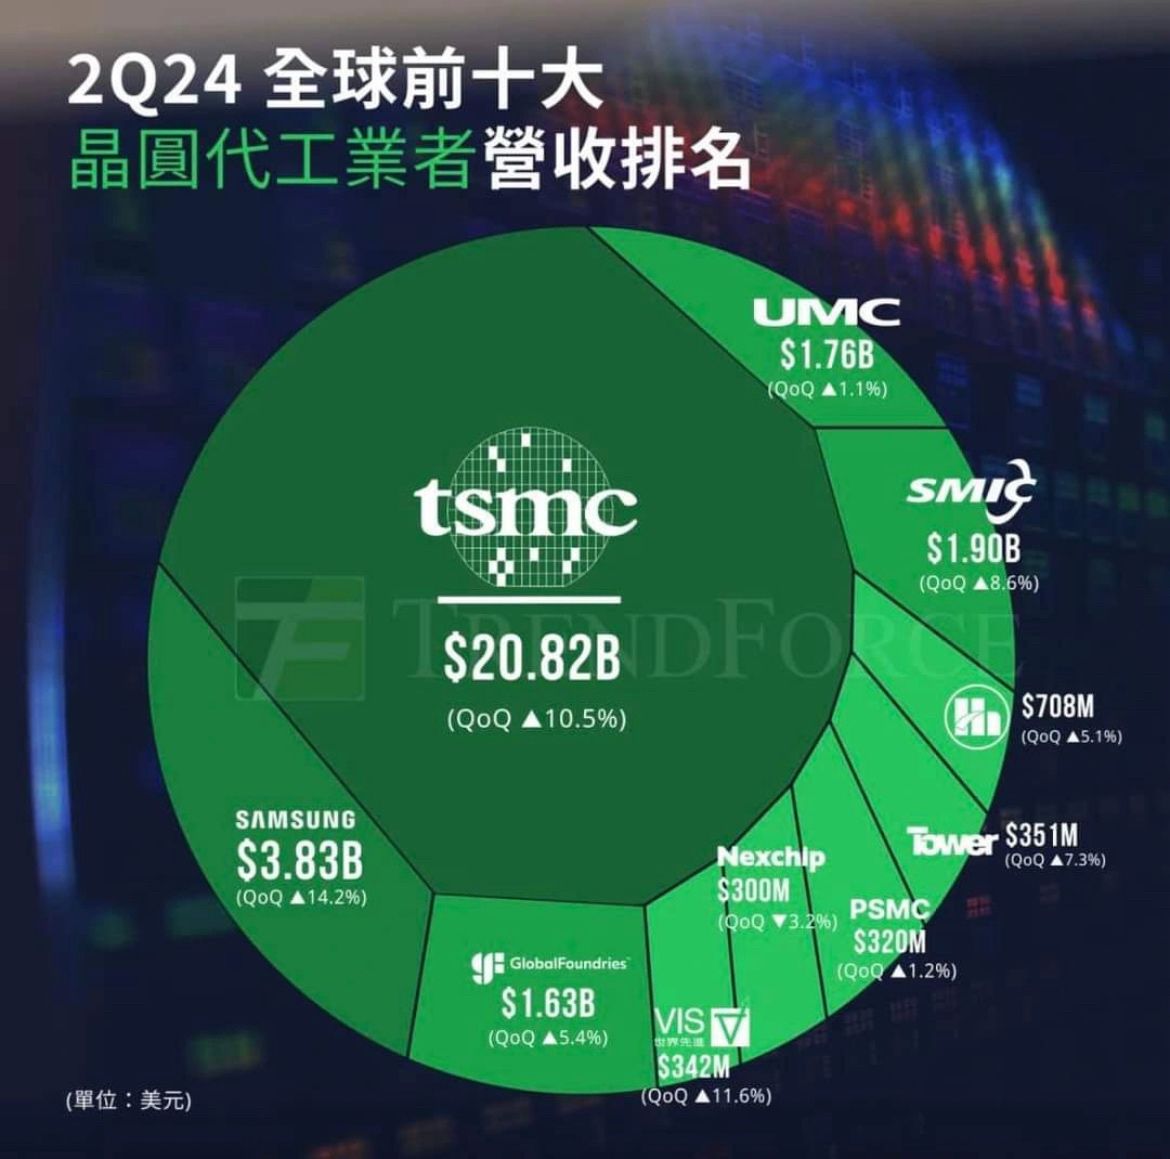 2Q24 全球前十大
晶圓代工業者營收排名
UMC
$1.76B
(QoQ ▲1.1%)
SMIC
$1.90B
(QoQ ▲8.6%)
tsmc
$20.82B
(QoQ ▲10.5%)
TRENDFORCE
$708M
(QoQ ▲5.1%)
Tower $351M
(QoQ ▲7.3%)
SAMSUNG
$3.83B
(QoQ ▲14.2%)
Nexchip
$300M
(QoQ ▼3.2%)
PSMC
$320M
(QoQ ▲1.2%)
GF GlobalFoundries
$1.63B
(QoQ ▲5.4%)
VIS
世界先進
$342M
(QoQ ▲11.6%)
(單位：美元)